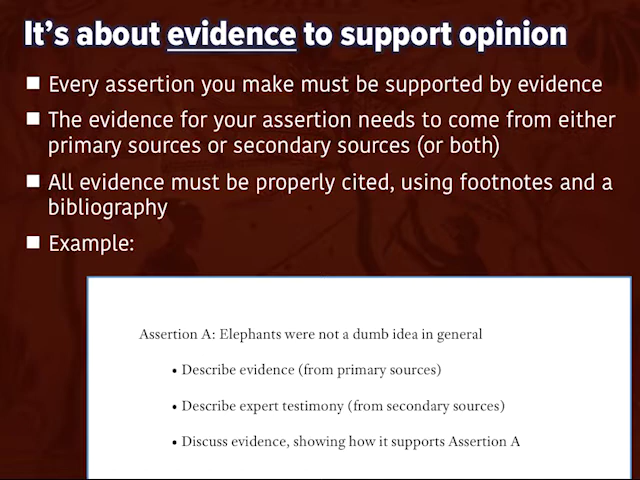 It’s about evidence to support opinion
■ Every assertion you make must be supported by evidence
■ The evidence for your assertion needs to come from either
primary sources or secondary sources (or both)
■ All evidence must be properly cited, using footnotes and a
bibliography
■ Example:
Assertion A: Elephants were not a dumb idea in general
• Describe evidence (from primary sources)
• Describe expert testimony (from secondary sources)
• Discuss evidence, showing how it supports Assertion A